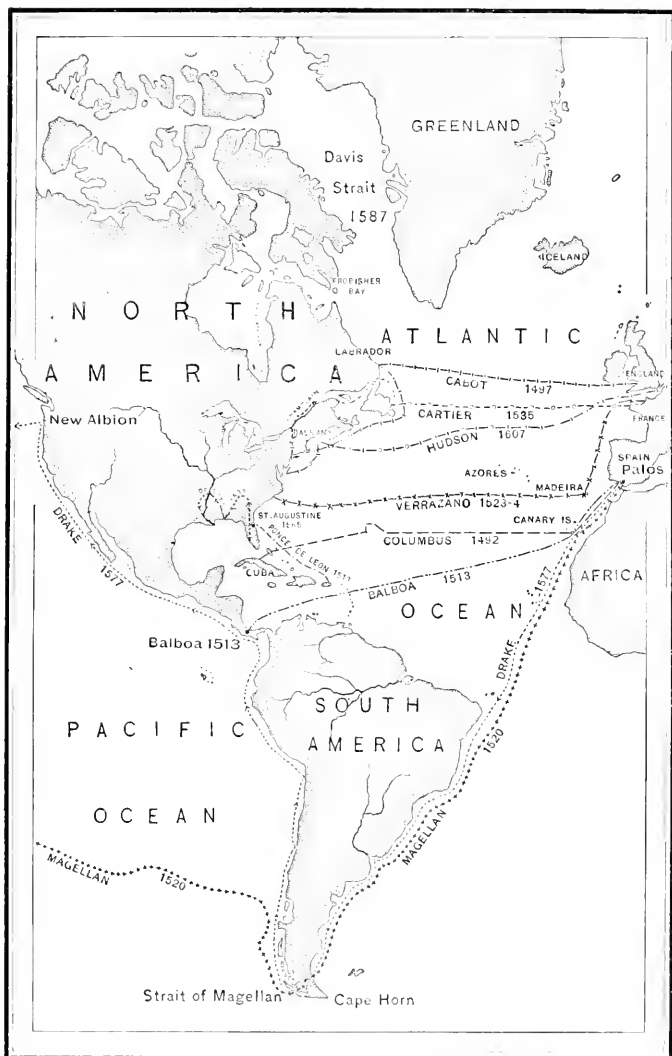 GREENLAND
Davis
Strait
1587
ICELAND
FROBISHER
BAY
NORTH
AMERICA
ATLANTIC
LABRADOR
CABOT 1497
ENGLAND
CARTIER 1535
FRANCE
New Albion
HUDSON 1607
SPAIN
Palos
AZORES
MADEIRA
VERRAZANO 1523-4
ST. AUGUSTINE
1565
CANARY IS.
PONCE DE LEON
COLUMBUS 1492
DRAKE
1577
CUBA
BALBOA 1513
AFRICA
OCEAN
1577
Balboa 1513
DRAKE
SOUTH
AMERICA
1520
PACIFIC
OCEAN
MAGELLAN
MAGELLAN 1520
Strait of Magellan
Cape Horn